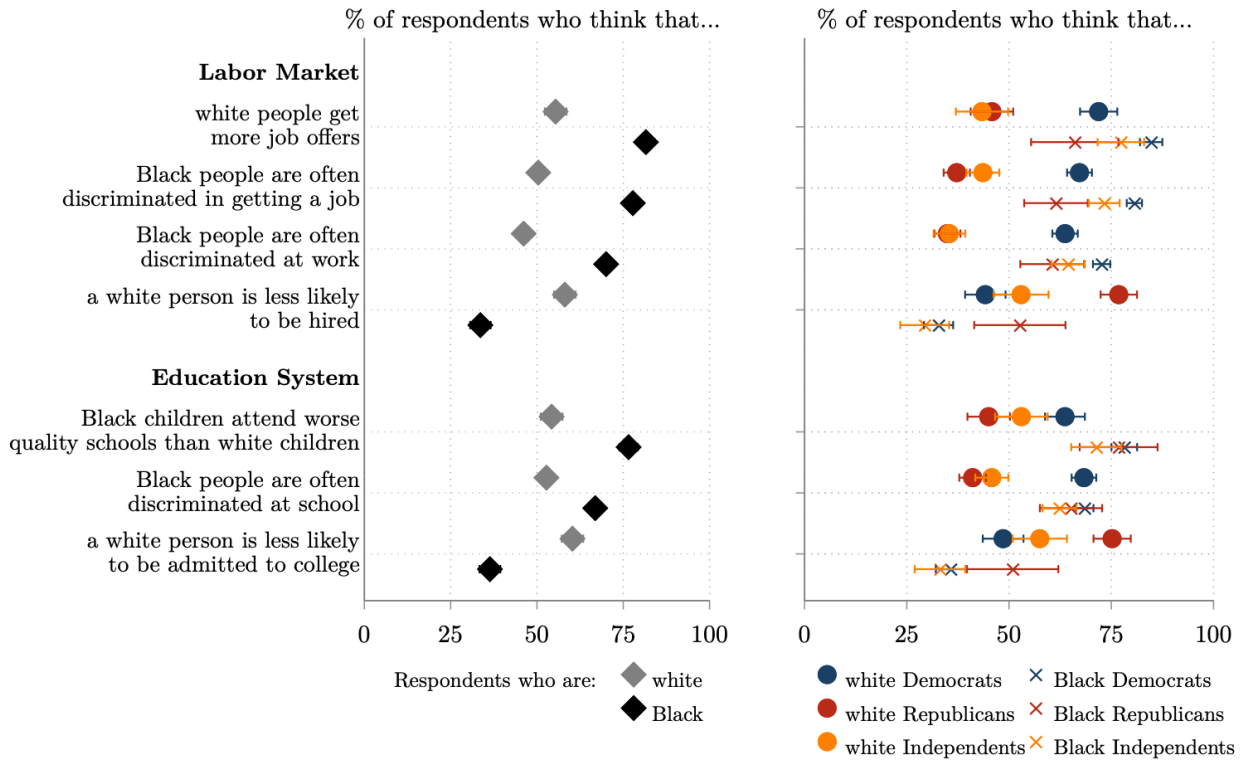 % of respondents who think that...
% of respondents who think that...
Labor Market
white people get
more job offers
Black people are often
discriminated in getting a job
Black people are often
discriminated at work
a white person is less likely
to be hired
Education System
Black children attend worse
quality schools than white children
Black people are often
discriminated at school
a white person is less likely
to be admitted to college
0 25 50 75 100
0 25 50 75 100
Respondents who are:
white
Black
white Democrats
Black Democrats
white Republicans
Black Republicans
white Independents
Black Independents